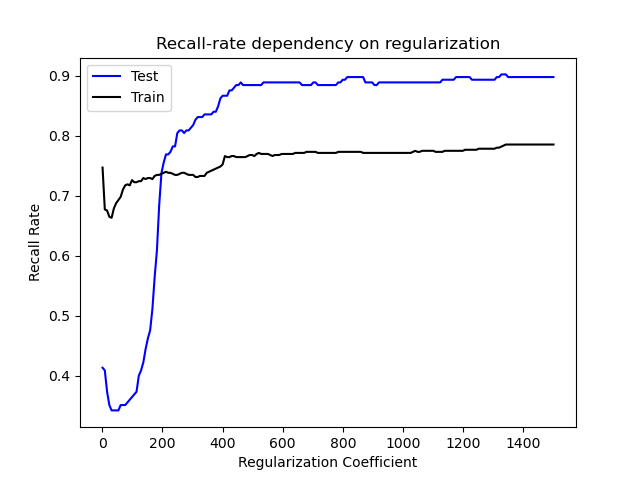 Recall-rate dependency on regularization
Test
Train
0.9
0.8
0.7
0.6
0.5
0.4
Recall Rate
0 200 400 600 800 1000 1200 1400
Regularization Coefficient